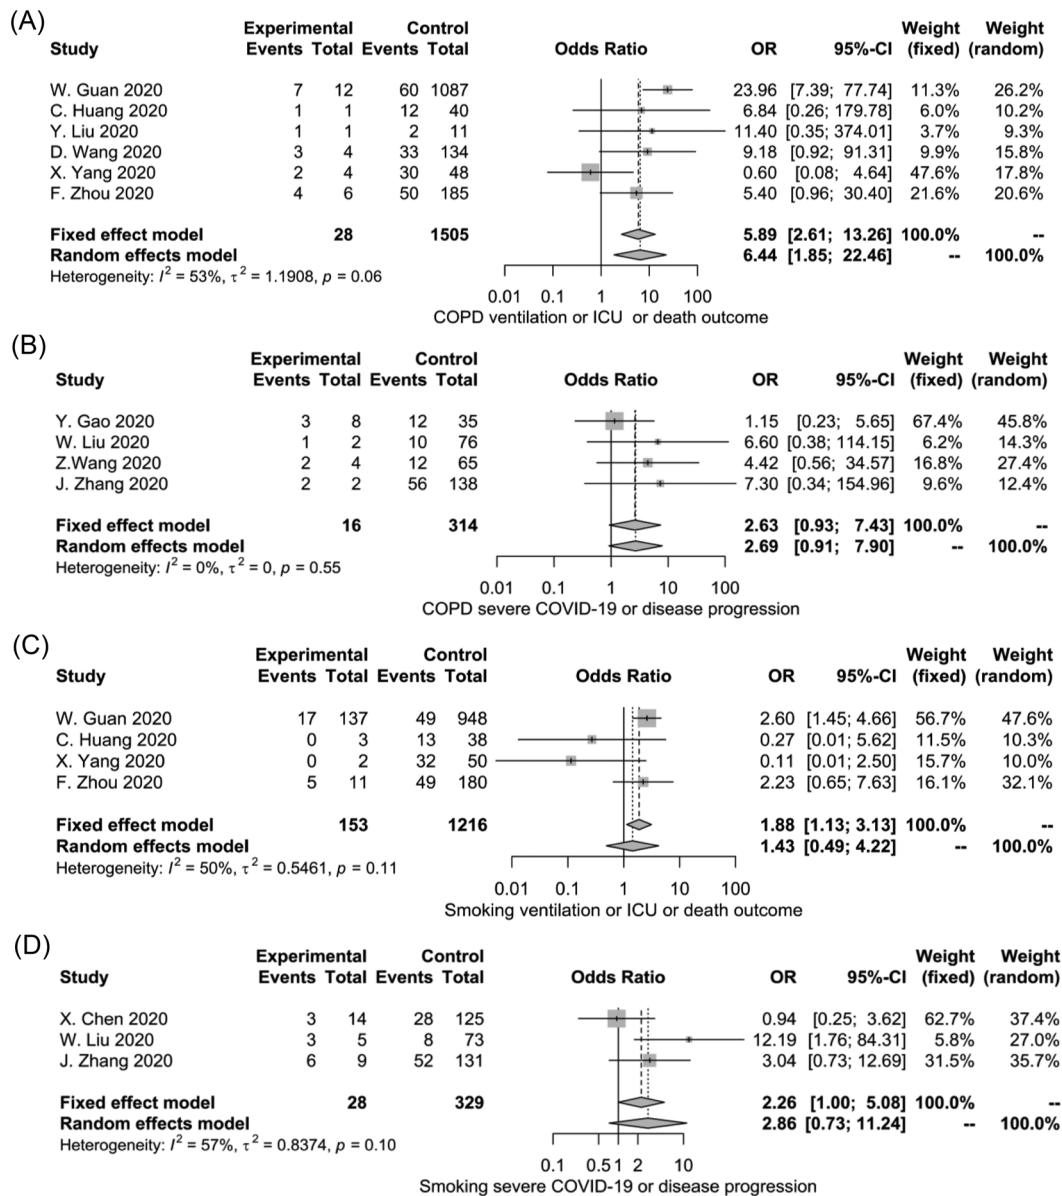 (A)
Experimental Control Weight Weight
Study Events Total Events Total Odds Ratio OR 95%-CI (fixed) (random)
W. Guan 2020 7 12 60 1087 23.96 [7.39; 77.74] 11.3% 26.2%
C. Huang 2020 1 1 12 40 6.84 [0.26; 179.78] 6.0% 10.2%
Y. Liu 2020 1 1 2 11 11.40 [0.35; 374.01] 3.7% 9.3%
D. Wang 2020 3 4 33 134 9.18 [0.92; 91.31] 9.9% 15.8%
X. Yang 2020 2 4 30 48 0.60 [0.08; 4.64] 47.6% 17.8%
F. Zhou 2020 4 6 50 185 5.40 [0.96; 30.40] 21.6% 20.6%
Fixed effect model 28 1505 5.89 [2.61; 13.26] 100.0% --
Random effects model 6.44 [1.85; 22.46] -- 100.0%
Heterogeneity: I² = 53%, τ² = 1.1908, p = 0.06
0.01 0.1 1 10 100
COPD ventilation or ICU or death outcome
(B)
Experimental Control Weight Weight
Study Events Total Events Total Odds Ratio OR 95%-CI (fixed) (random)
Y. Gao 2020 3 8 12 35 1.15 [0.23; 5.65] 67.4% 45.8%
W. Liu 2020 1 2 10 76 6.60 [0.38; 114.15] 6.2% 14.3%
Z.Wang 2020 2 4 12 65 4.42 [0.56; 34.57] 16.8% 27.4%
J. Zhang 2020 2 2 56 138 7.30 [0.34; 154.96] 9.6% 12.4%
Fixed effect model 16 314 2.63 [0.93; 7.43] 100.0% --
Random effects model 2.69 [0.91; 7.90] -- 100.0%
Heterogeneity: I² = 0%, τ² = 0, p = 0.55
0.01 0.1 1 10 100
COPD severe COVID-19 or disease progression
(C)
Experimental Control Weight Weight
Study Events Total Events Total Odds Ratio OR 95%-CI (fixed) (random)
W. Guan 2020 17 137 49 948 2.60 [1.45; 4.66] 56.7% 47.6%
C. Huang 2020 0 3 13 38 0.27 [0.01; 5.62] 11.5% 10.3%
X. Yang 2020 0 2 32 50 0.11 [0.01; 2.50] 15.7% 10.0%
F. Zhou 2020 5 11 49 180 2.23 [0.65; 7.63] 16.1% 32.1%
Fixed effect model 153 1216 1.88 [1.13; 3.13] 100.0% --
Random effects model 1.43 [0.49; 4.22] -- 100.0%
Heterogeneity: I² = 50%, τ² = 0.5461, p = 0.11
0.01 0.1 1 10 100
Smoking ventilation or ICU or death outcome
(D)
Experimental Control Weight Weight
Study Events Total Events Total Odds Ratio OR 95%-CI (fixed) (random)
X. Chen 2020 3 14 28 125 0.94 [0.25; 3.62] 62.7% 37.4%
W. Liu 2020 3 5 8 73 12.19 [1.76; 84.31] 5.8% 27.0%
J. Zhang 2020 6 9 52 131 3.04 [0.73; 12.69] 31.5% 35.7%
Fixed effect model 28 329 2.26 [1.00; 5.08] 100.0% --
Random effects model 2.86 [0.73; 11.24] -- 100.0%
Heterogeneity: I² = 57%, τ² = 0.8374, p = 0.10
0.1 0.5 1 2 10
Smoking severe COVID-19 or disease progression